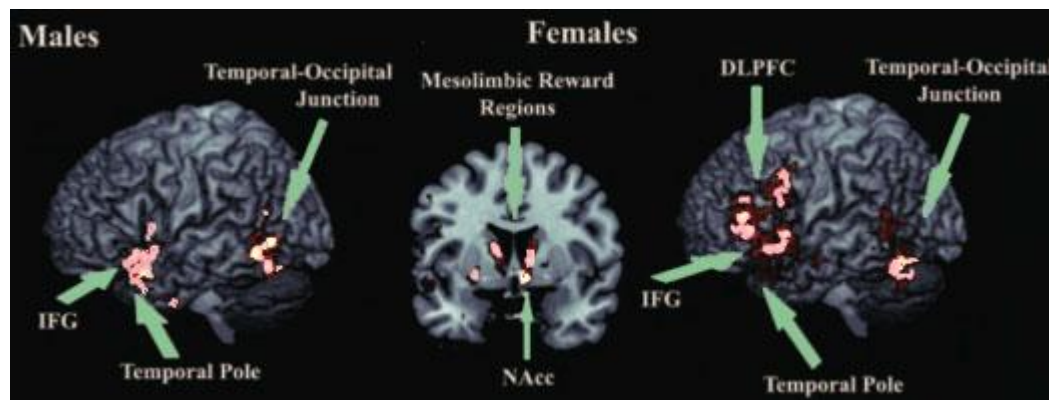 Males
Females
Temporal-Occipital
Junction
IFG
Temporal Pole
Mesolimbic Reward
Regions
NAcc
DLPFC
Temporal-Occipital
Junction
IFG
Temporal Pole